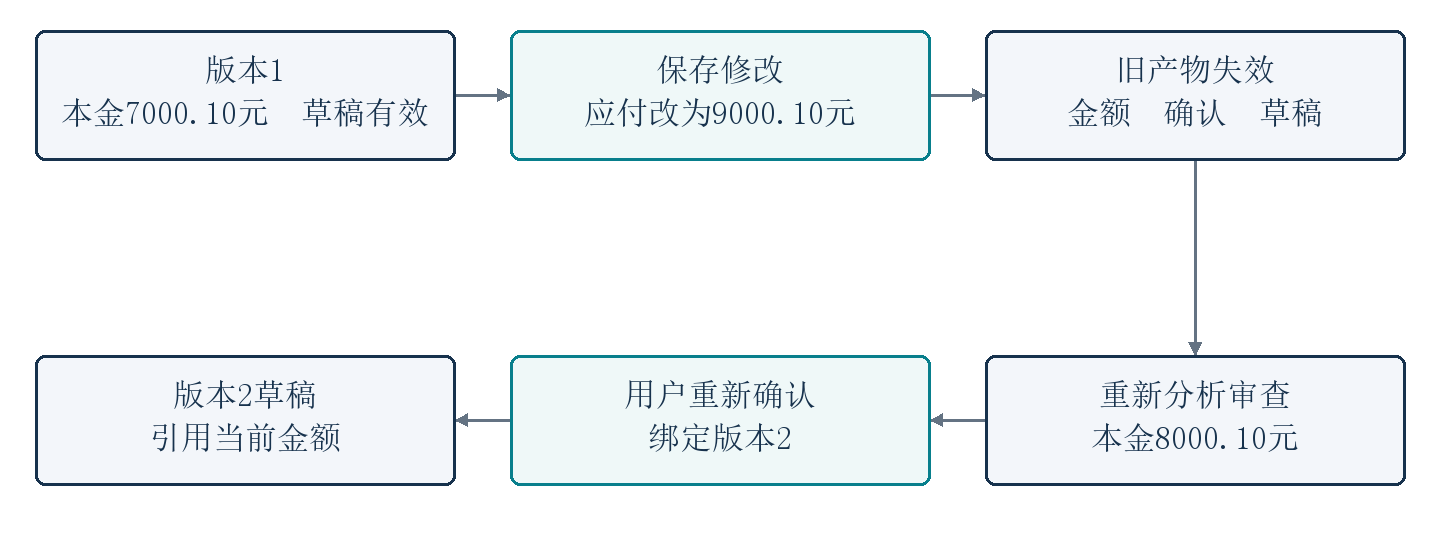 版本1
本金7000.10元　草稿有效
保存修改
应付改为9000.10元
旧产物失效
金额　确认　草稿
重新分析审查
本金8000.10元
用户重新确认
绑定版本2
版本2草稿
引用当前金额